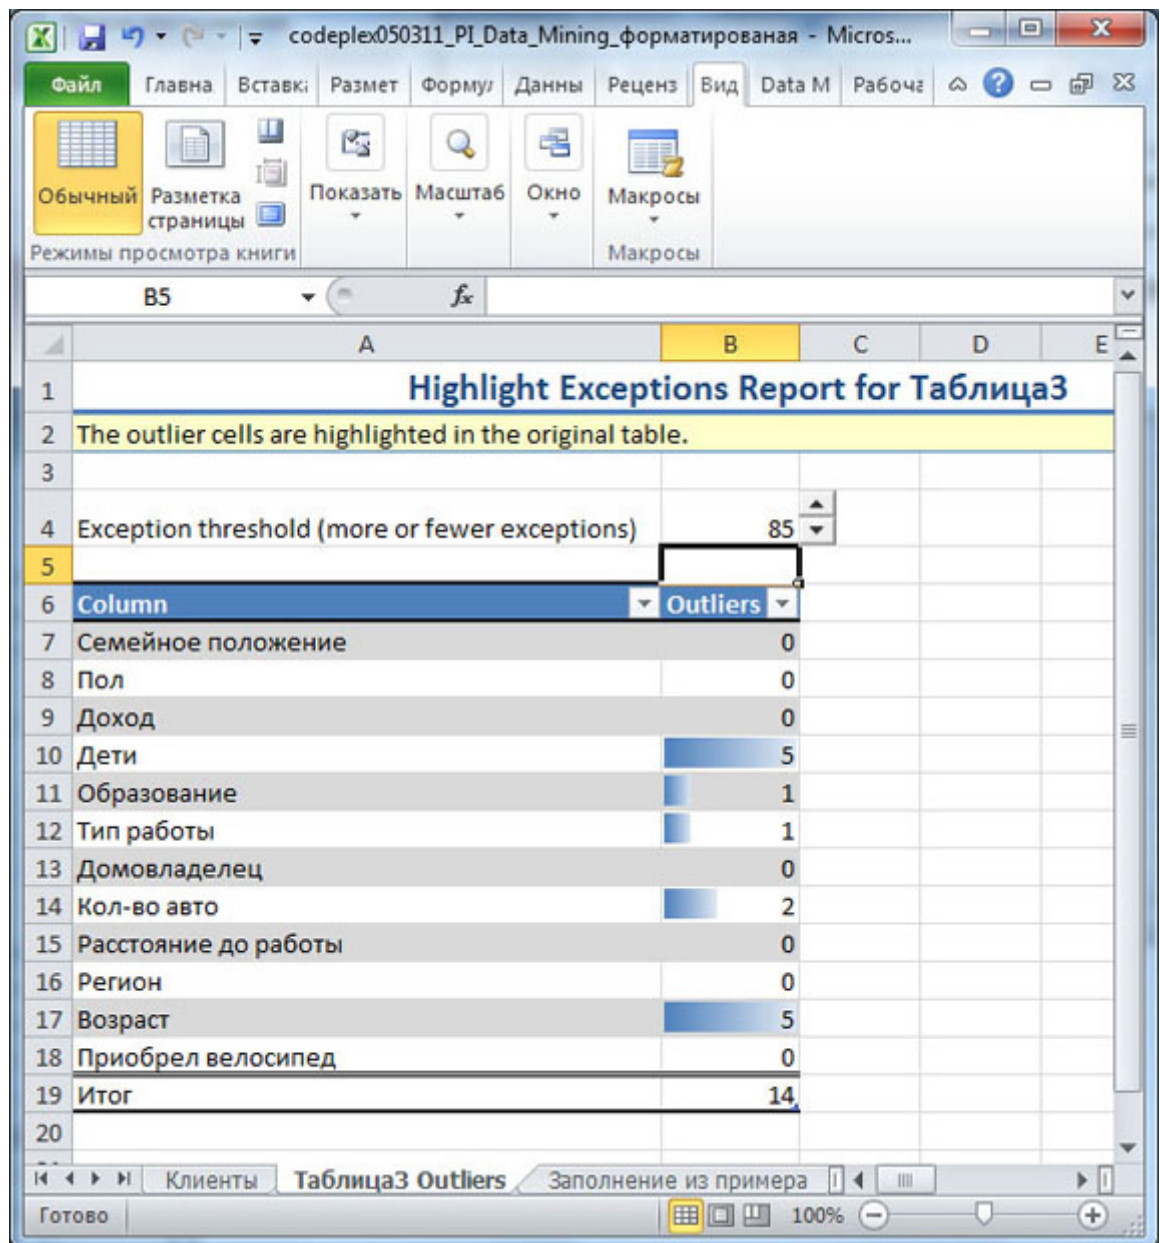 codeplex050311_PI_Data_Mining_форматированая - Micros...
Файл Главна Вставка Размет Формул Данны Реценз Вид Data M Рабоча
Обычный Разметка страницы Показать Масштаб Окно Макросы
Режимы просмотра книги Макросы
B5 fx
A B C D E
1 Highlight Exceptions Report for Таблица3
2 The outlier cells are highlighted in the original table.
3
4 Exception threshold (more or fewer exceptions) 85
5
6 Column Outliers
7 Семейное положение 0
8 Пол 0
9 Доход 0
10 Дети 5
11 Образование 1
12 Тип работы 1
13 Домовладелец 0
14 Кол-во авто 2
15 Расстояние до работы 0
16 Регион 0
17 Возраст 5
18 Приобрел велосипед 0
19 Итог 14
20
Клиенты Таблица3 Outliers Заполнение из примера
Готово 100%